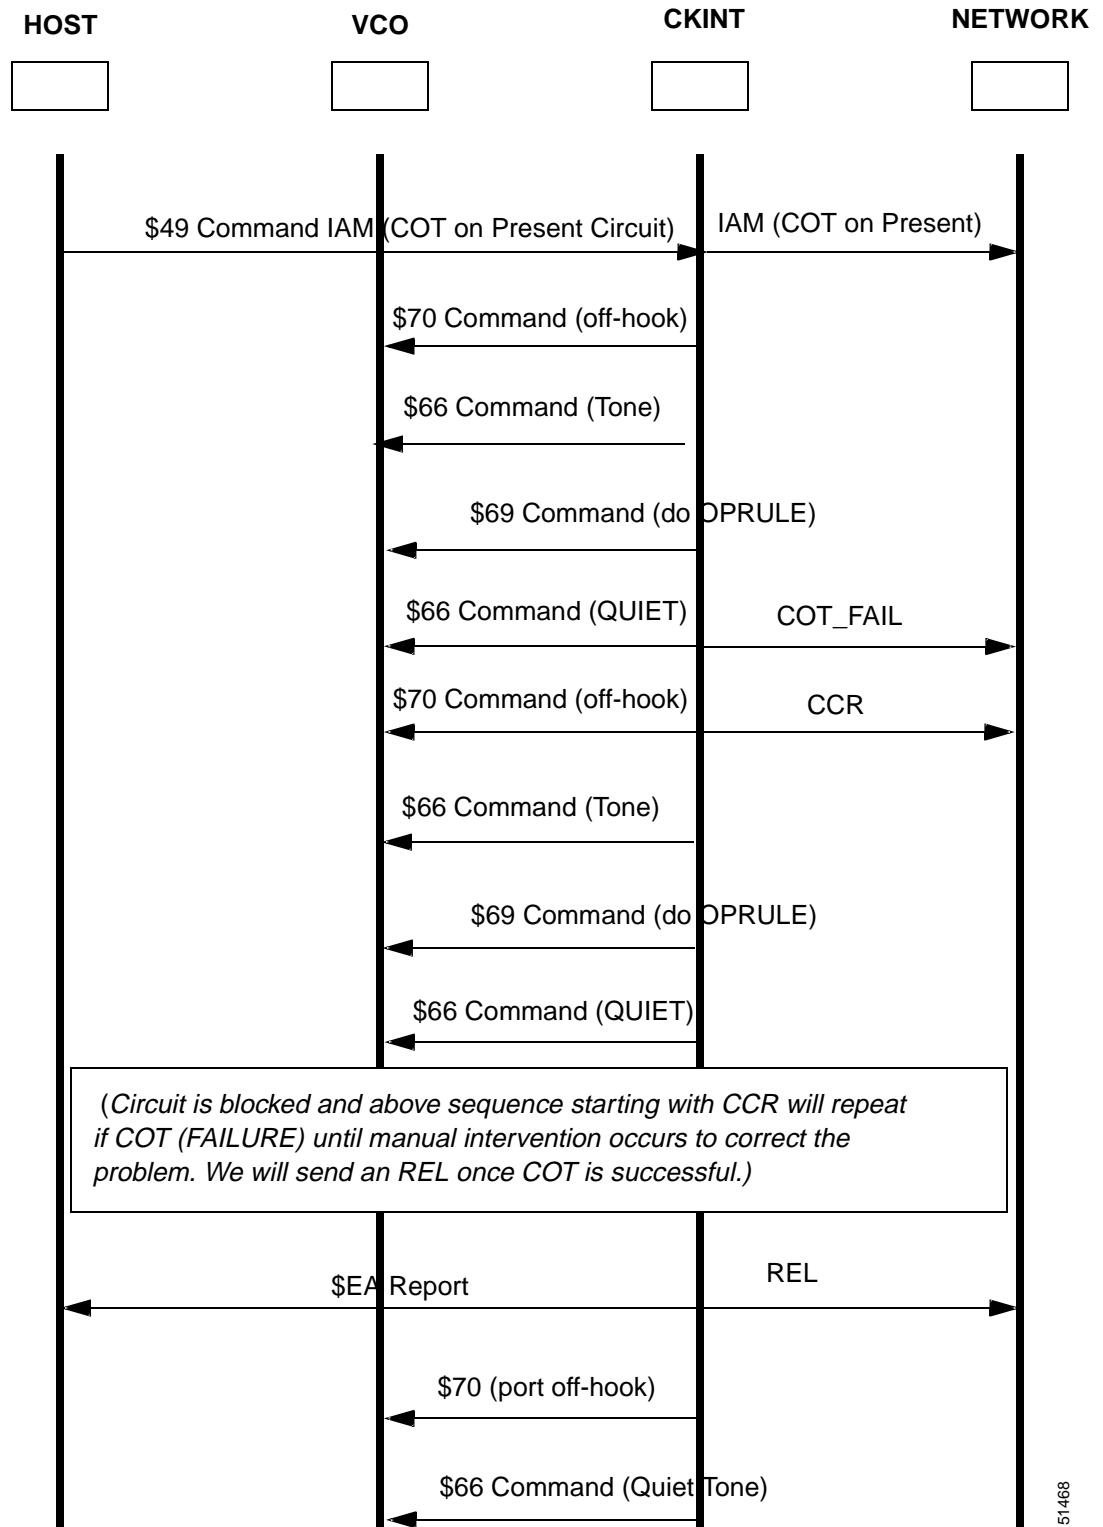 HOST VCO CKINT NETWORK
$49 Command IAM (COT on Present Circuit) IAM (COT on Present)
$70 Command (off-hook)
$66 Command (Tone)
$69 Command (do OPRULE)
$66 Command (QUIET) COT_FAIL
$70 Command (off-hook) CCR
$66 Command (Tone)
$69 Command (do OPRULE)
$66 Command (QUIET)
(Circuit is blocked and above sequence starting with CCR will repeat
if COT (FAILURE) until manual intervention occurs to correct the
problem. We will send an REL once COT is successful.)
$EA Report REL
$70 (port off-hook)
$66 Command (Quiet Tone)
51468